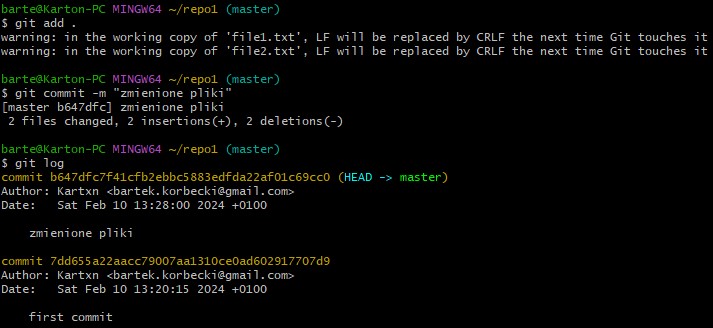 barte@Karton-PC MINGW64 ~/repo1 (master)
$ git add .
warning: in the working copy of 'file1.txt', LF will be replaced by CRLF the next time Git touches it
warning: in the working copy of 'file2.txt', LF will be replaced by CRLF the next time Git touches it
barte@Karton-PC MINGW64 ~/repo1 (master)
$ git commit -m "zmienione pliki"
[master b647dfc] zmienione pliki
2 files changed, 2 insertions(+), 2 deletions(-)
barte@Karton-PC MINGW64 ~/repo1 (master)
$ git log
commit b647dfc7f41cfb2ebbc5883edfda22af01c69cc0 (HEAD -> master)
Author: Kartxn <bartek.korbecki@gmail.com>
Date:   Sat Feb 10 13:28:00 2024 +0100
zmienione pliki
commit 7dd655a22aacc79007aa1310ce0ad602917707d9
Author: Kartxn <bartek.korbecki@gmail.com>
Date:   Sat Feb 10 13:20:15 2024 +0100
first commit